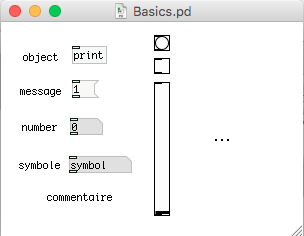 Basics.pd
object print
message 1
number 0
symbole symbol
commentaire
...